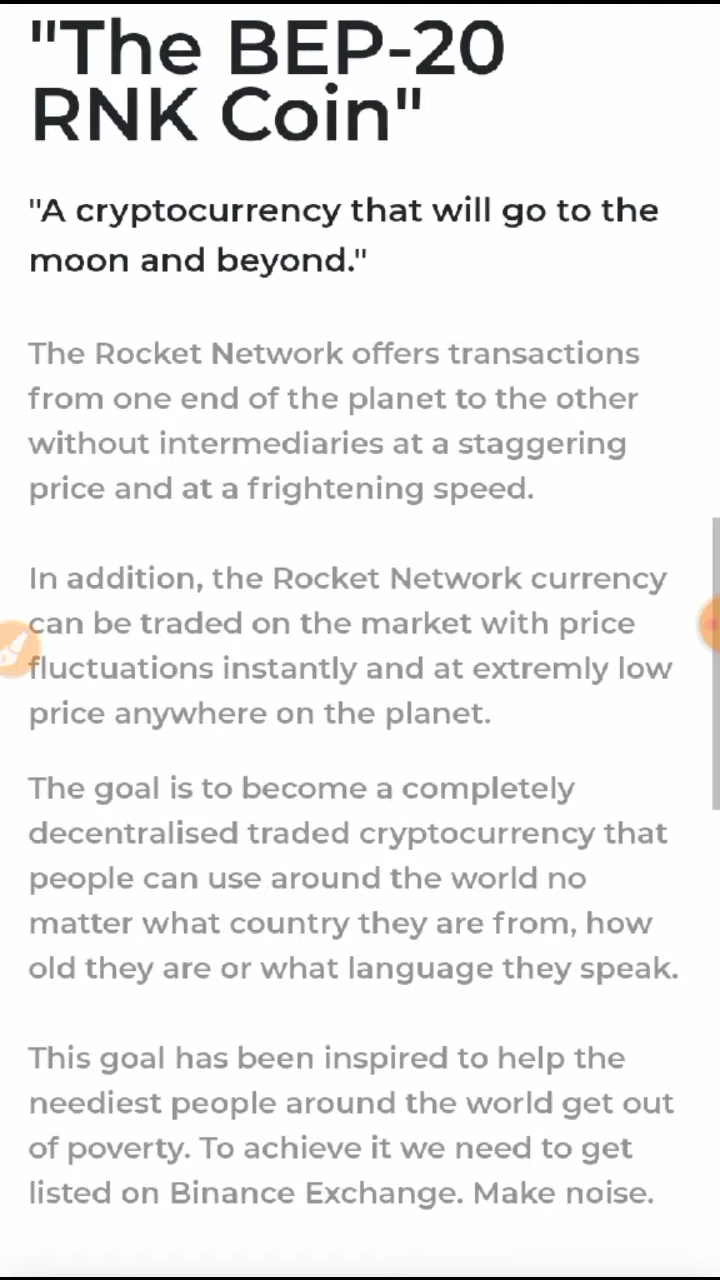 "The BEP-20
RNK Coin"
"A cryptocurrency that will go to the
moon and beyond."
The Rocket Network offers transactions
from one end of the planet to the other
without intermediaries at a staggering
price and at a frightening speed.
In addition, the Rocket Network currency
can be traded on the market with price
fluctuations instantly and at extremly low
price anywhere on the planet.
The goal is to become a completely
decentralised traded cryptocurrency that
people can use around the world no
matter what country they are from, how
old they are or what language they speak.
This goal has been inspired to help the
neediest people around the world get out
of poverty. To achieve it we need to get
listed on Binance Exchange. Make noise.